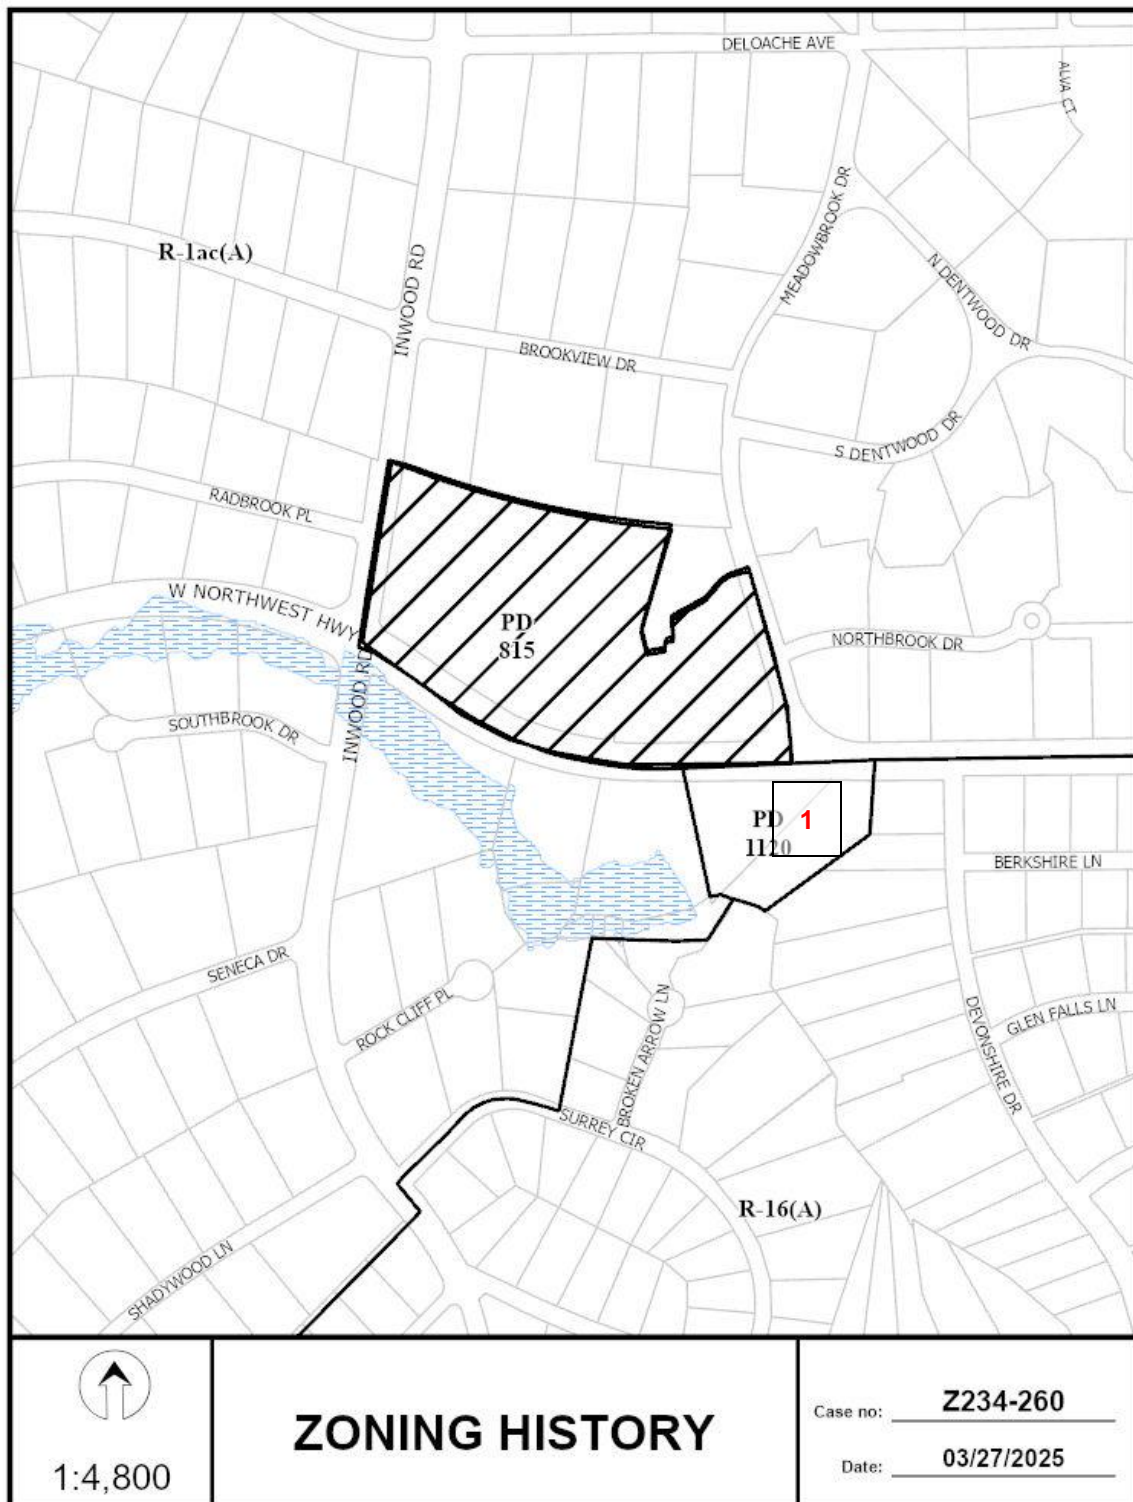 DELOACHE AVE
ALVA CT
MEADOWBROOK DR
R-1ac(A)
INWOOD RD
N DENTWOOD DR
BROOKVIEW DR
S DENTWOOD DR
RADBROOK PL
W NORTHWEST HWY
PD
815
NORTHBROOK DR
INWOOD RD
SOUTHBROOK DR
PD
1120
1
BERKSHIRE LN
SENECA DR
ROCK CLIFF PL
BROKEN ARROW LN
DEVONSHIRE DR
GLEN FALLS LN
SURREY CIR
R-16(A)
SHADYWOOD LN
1:4,800
ZONING HISTORY
Case no: Z234-260
Date: 03/27/2025